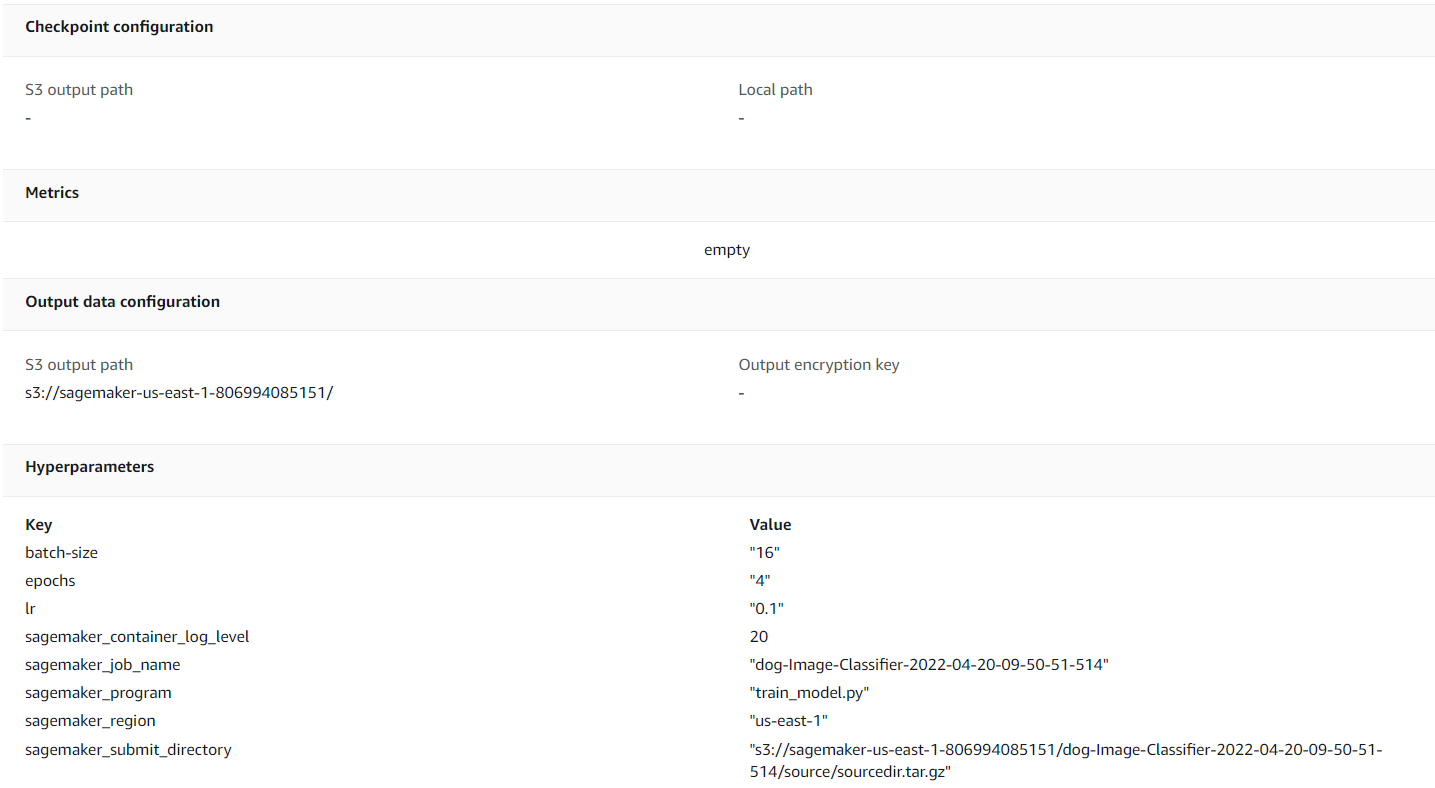 Checkpoint configuration
S3 output path
Local path
-
-
Metrics
empty
Output data configuration
S3 output path
Output encryption key
s3://sagemaker-us-east-1-806994085151/
-
Hyperparameters
Key
Value
batch-size
"16"
epochs
"4"
lr
"0.1"
sagemaker_container_log_level
20
sagemaker_job_name
"dog-Image-Classifier-2022-04-20-09-50-51-514"
sagemaker_program
"train_model.py"
sagemaker_region
"us-east-1"
sagemaker_submit_directory
"s3://sagemaker-us-east-1-806994085151/dog-Image-Classifier-2022-04-20-09-50-51-
514/source/sourcedir.tar.gz"